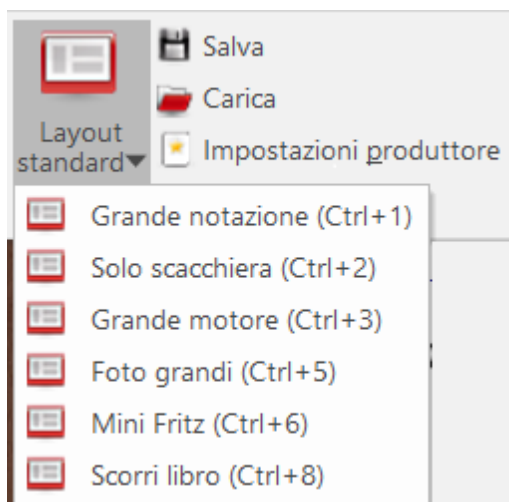 Salva
Carica
Layout
standard
Impostazioni produttore
Grande notazione (Ctrl+1)
Solo scacchiera (Ctrl+2)
Grande motore (Ctrl+3)
Foto grandi (Ctrl+5)
Mini Fritz (Ctrl+6)
Scorri libro (Ctrl+8)